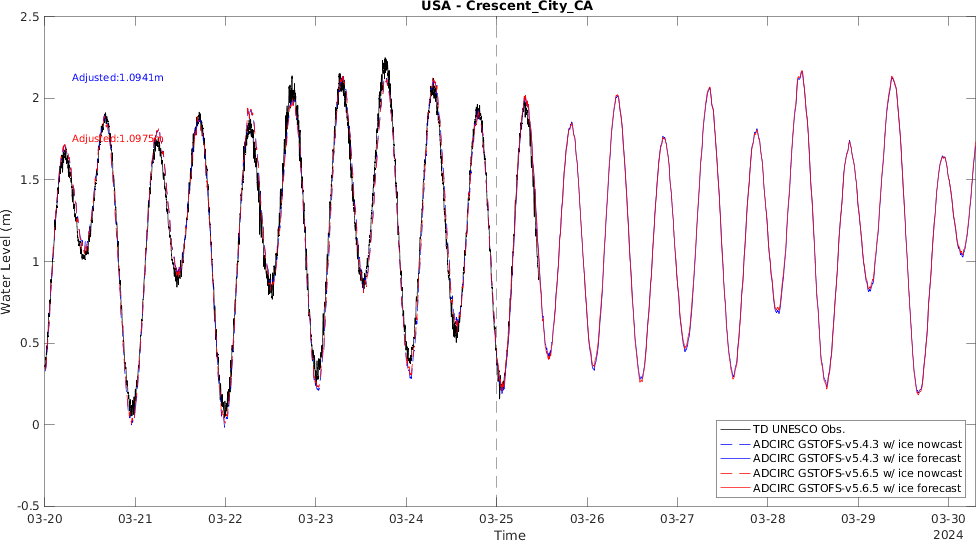 USA - Crescent_City_CA
2.5
2
1.5
1
0.5
0
-0.5
Water Level (m)
Adjusted:1.0941m
Adjusted:1.0975m
TD UNESCO Obs.
ADCIRC GSTOFS-v5.4.3 w/ ice nowcast
ADCIRC GSTOFS-v5.4.3 w/ ice forecast
ADCIRC GSTOFS-v5.6.5 w/ ice nowcast
ADCIRC GSTOFS-v5.6.5 w/ ice forecast
03-20 03-21 03-22 03-23 03-24 03-25 03-26 03-27 03-28 03-29 03-30
Time
2024